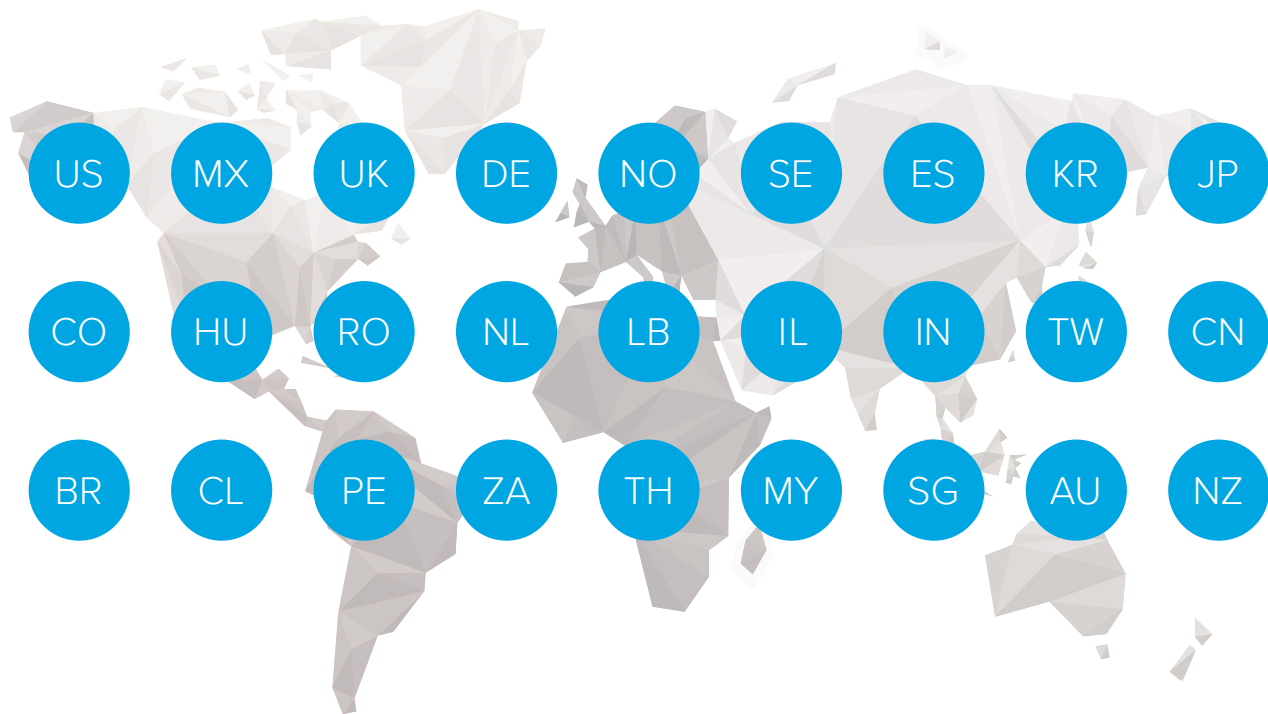 US MX UK DE NO SE ES KR JP
CO HU RO NL LB IL IN TW CN
BR CL PE ZA TH MY SG AU NZ